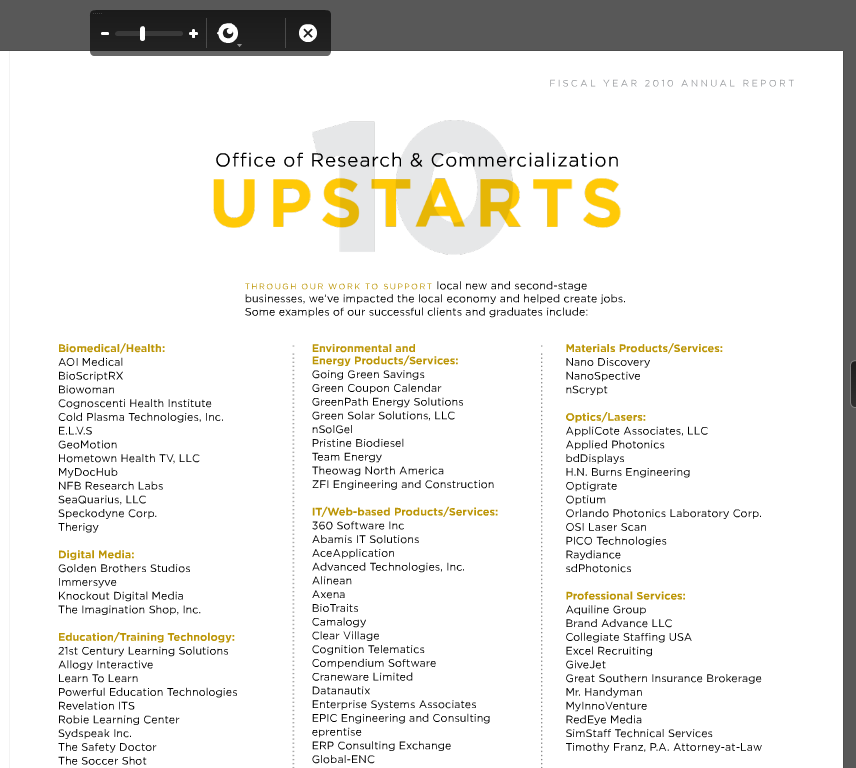 FISCAL YEAR 2010 ANNUAL REPORT
10
Office of Research & Commercialization
UPSTARTS
THROUGH OUR WORK TO SUPPORT local new and second-stage
businesses, we've impacted the local economy and helped create jobs.
Some examples of our successful clients and graduates include:
Biomedical/Health:
AOI Medical
BioScriptRX
Biowoman
Cognoscenti Health Institute
Cold Plasma Technologies, Inc.
E.L.V.S
GeoMotion
Hometown Health TV, LLC
MyDocHub
NFB Research Labs
SeaQuarius, LLC
Speckodyne Corp.
Therigy
Digital Media:
Golden Brothers Studios
Immersyve
Knockout Digital Media
The Imagination Shop, Inc.
Education/Training Technology:
21st Century Learning Solutions
Allogy Interactive
Learn To Learn
Powerful Education Technologies
Revelation ITS
Robie Learning Center
Sydspeak Inc.
The Safety Doctor
The Soccer Shot
Environmental and
Energy Products/Services:
Going Green Savings
Green Coupon Calendar
GreenPath Energy Solutions
Green Solar Solutions, LLC
nSolGel
Pristine Biodiesel
Team Energy
Theowag North America
ZFI Engineering and Construction
IT/Web-based Products/Services:
360 Software Inc
Abamis IT Solutions
AceApplication
Advanced Technologies, Inc.
Alinean
Axena
BioTraits
Camalogy
Clear Village
Cognition Telematics
Compendium Software
Craneware Limited
Datanautix
Enterprise Systems Associates
EPIC Engineering and Consulting
eprentise
ERP Consulting Exchange
Global-ENC
Materials Products/Services:
Nano Discovery
NanoSpective
nScrypt
Optics/Lasers:
AppliCote Associates, LLC
Applied Photonics
bdDisplays
H.N. Burns Engineering
Optigrate
Optium
Orlando Photonics Laboratory Corp.
OSI Laser Scan
PICO Technologies
Raydiance
sdPhotonics
Professional Services:
Aquiline Group
Brand Advance LLC
Collegiate Staffing USA
Excel Recruiting
GiveJet
Great Southern Insurance Brokerage
Mr. Handyman
MyInnoVenture
RedEye Media
SimStaff Technical Services
Timothy Franz, P.A. Attorney-at-Law